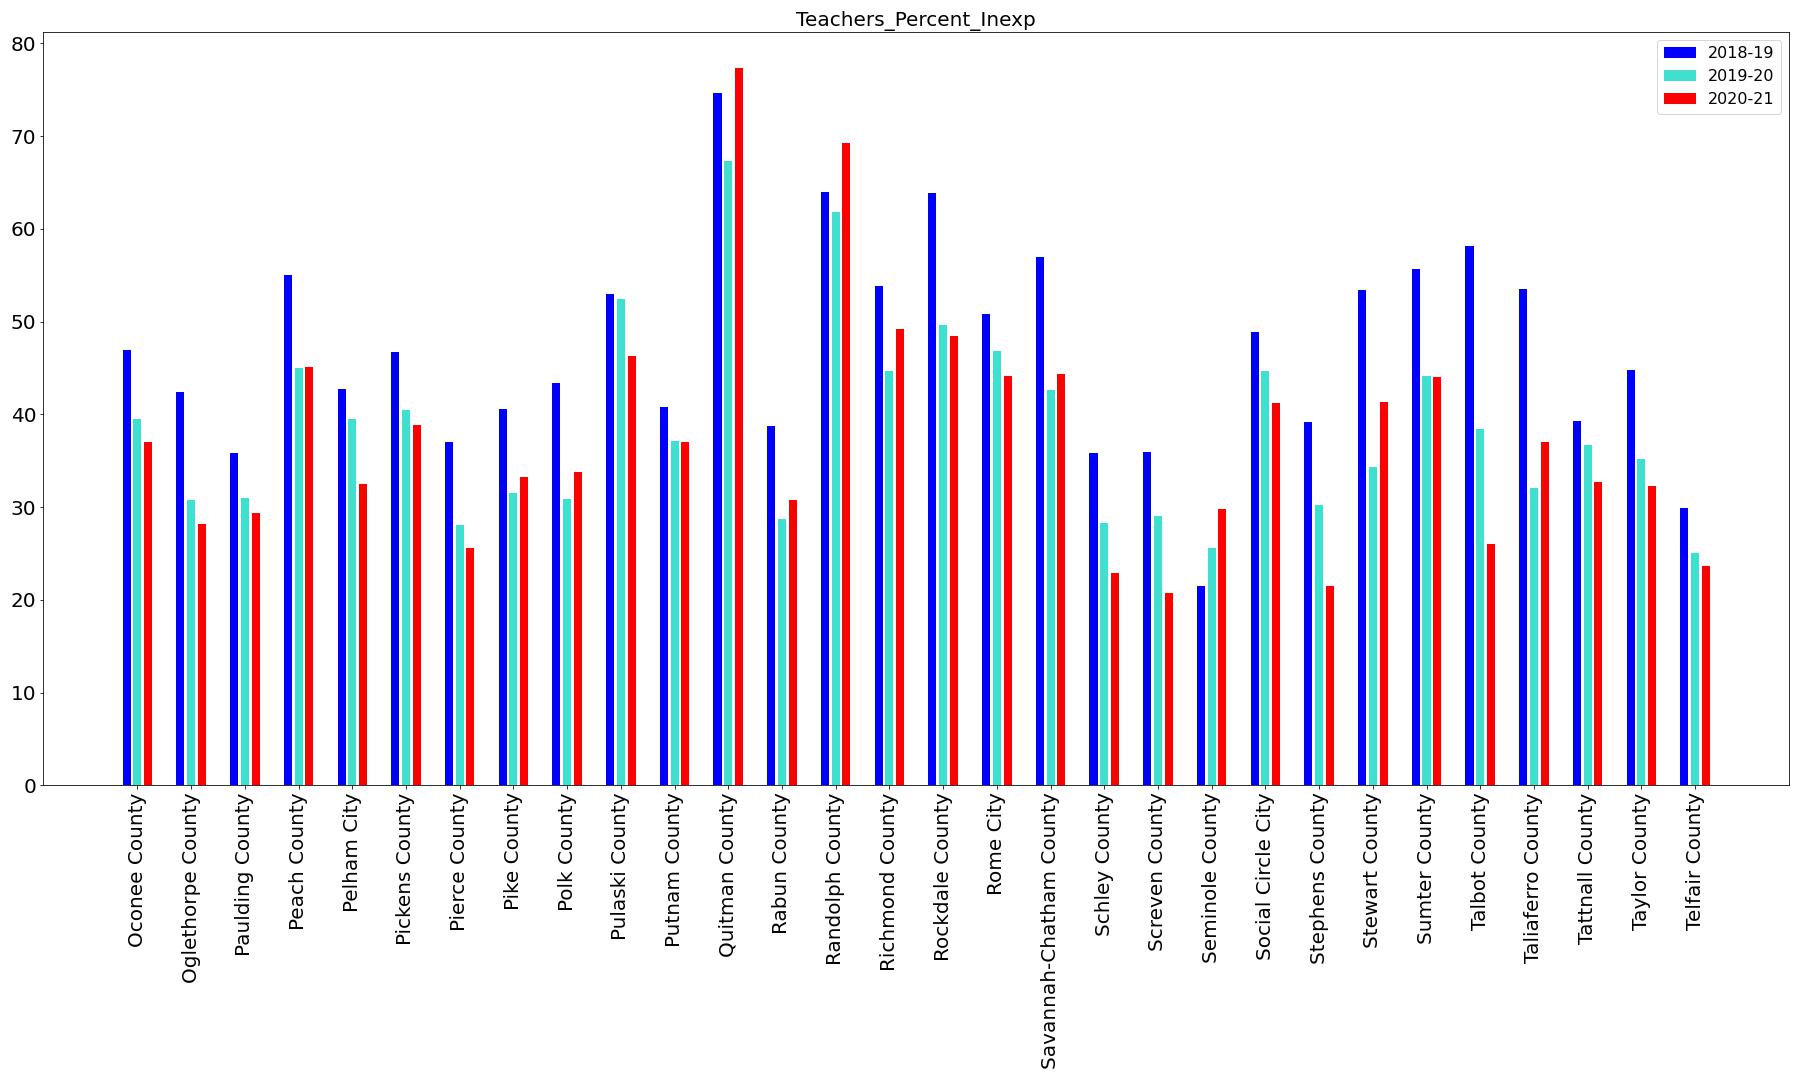 Teachers_Percent_Inexp
2018-19
2019-20
2020-21
80
70
60
50
40
30
20
10
0
Oconee County
Oglethorpe County
Paulding County
Peach County
Pelham City
Pickens County
Pierce County
Pike County
Polk County
Pulaski County
Putnam County
Quitman County
Rabun County
Randolph County
Richmond County
Rockdale County
Rome City
Savannah-Chatham County
Schley County
Screven County
Seminole County
Social Circle City
Stephens County
Stewart County
Sumter County
Talbot County
Taliaferro County
Tattnall County
Taylor County
Telfair County